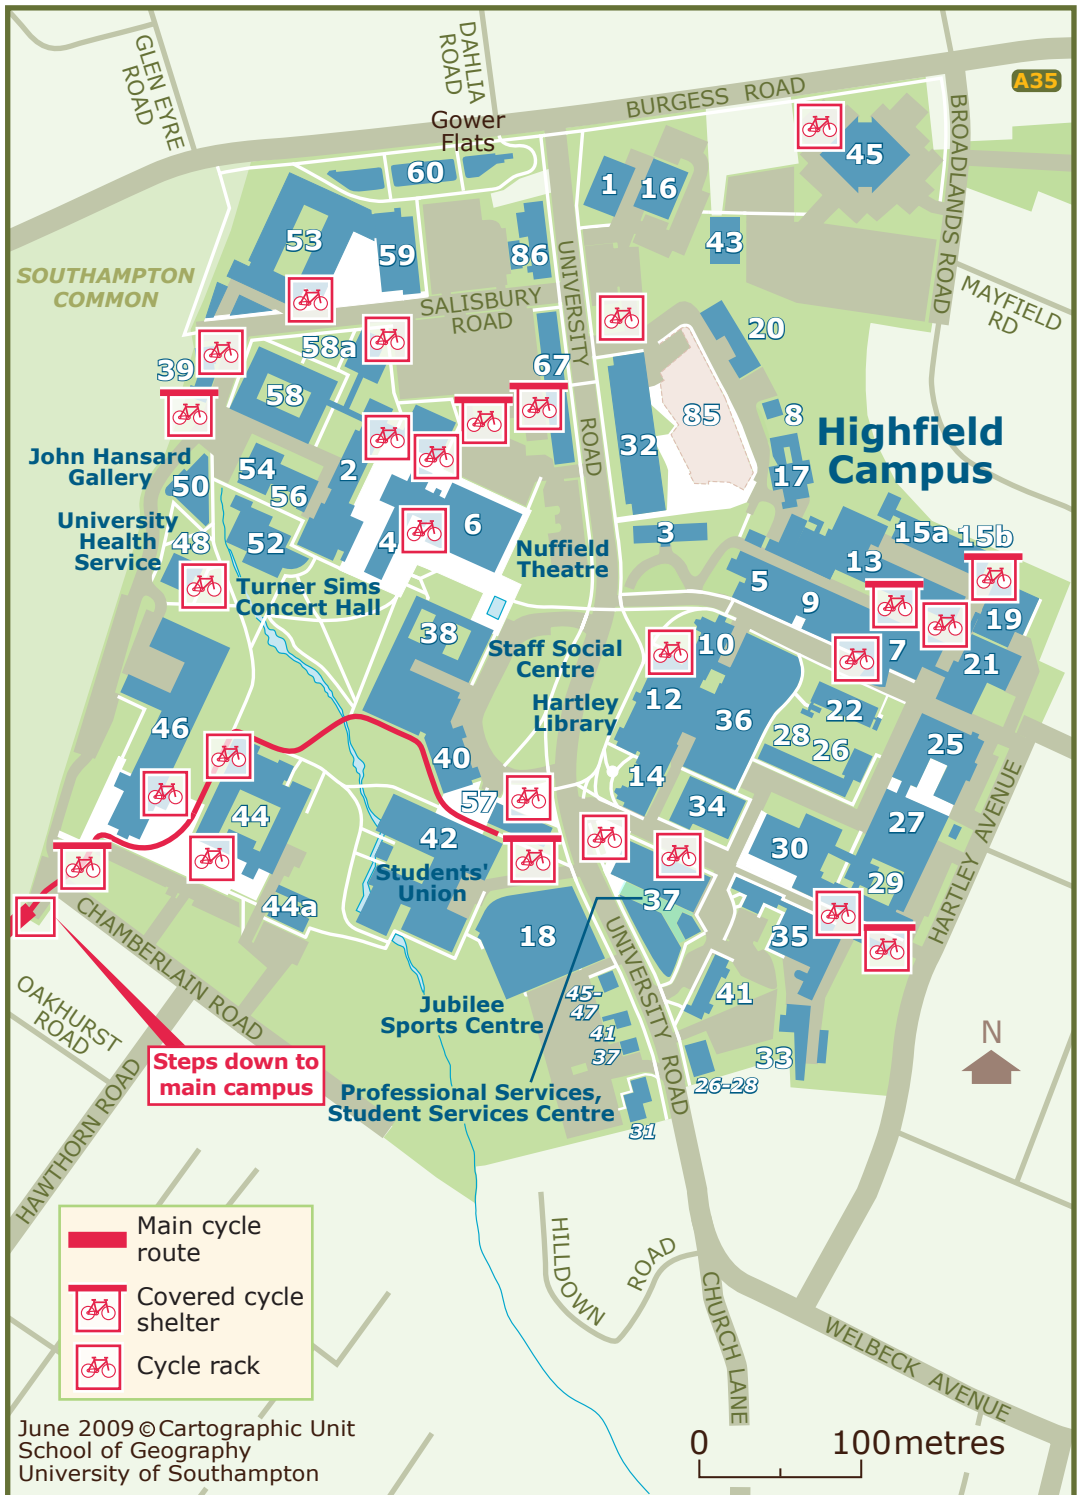 GLEN EYRE
ROAD
DAHLIA
ROAD
Gower
Flats
BURGESS ROAD
A35
BROADLANDS ROAD
45
60
1
16
53
59
86
43
UNIVERSITY
ROAD
SOUTHAMPTON
COMMON
SALISBURY
ROAD
MAYFIELD
RD
20
58a
67
39
58
85
8
32
Highfield
Campus
John Hansard
Gallery
54
2
50
56
17
University
Health
Service
48
52
4
6
3
15a
15b
13
Nuffield
Theatre
5
9
Turner Sims
Concert Hall
38
19
10
7
21
Staff Social
Centre
Hartley
Library
12
36
22
28
26
25
46
40
14
57
34
44
42
27
30
Students'
Union
29
HARTLEY AVENUE
44a
37
18
35
CHAMBERLAIN ROAD
UNIVERSITY ROAD
45-
47
41
41
37
OAKHURST
ROAD
Jubilee
Sports Centre
33
N
Steps down to
main campus
26-28
Professional Services,
Student Services Centre
31
HAWTHORN ROAD
HILLDOWN
ROAD
CHURCH LANE
WELBECK AVENUE
Main cycle
route
Covered cycle
shelter
Cycle rack
June 2009 © Cartographic Unit
School of Geography
University of Southampton
0 100 metres